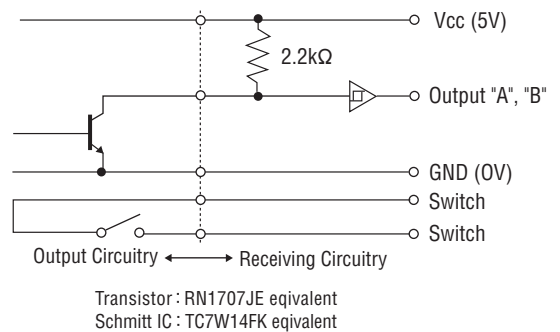 Vcc (5V)
2.2kΩ
Output "A", "B"
GND (0V)
Switch
Switch
Output Circuitry
Receiving Circuitry
Transistor : RN1707JE eqivalent
Schmitt IC : TC7W14FK eqivalent